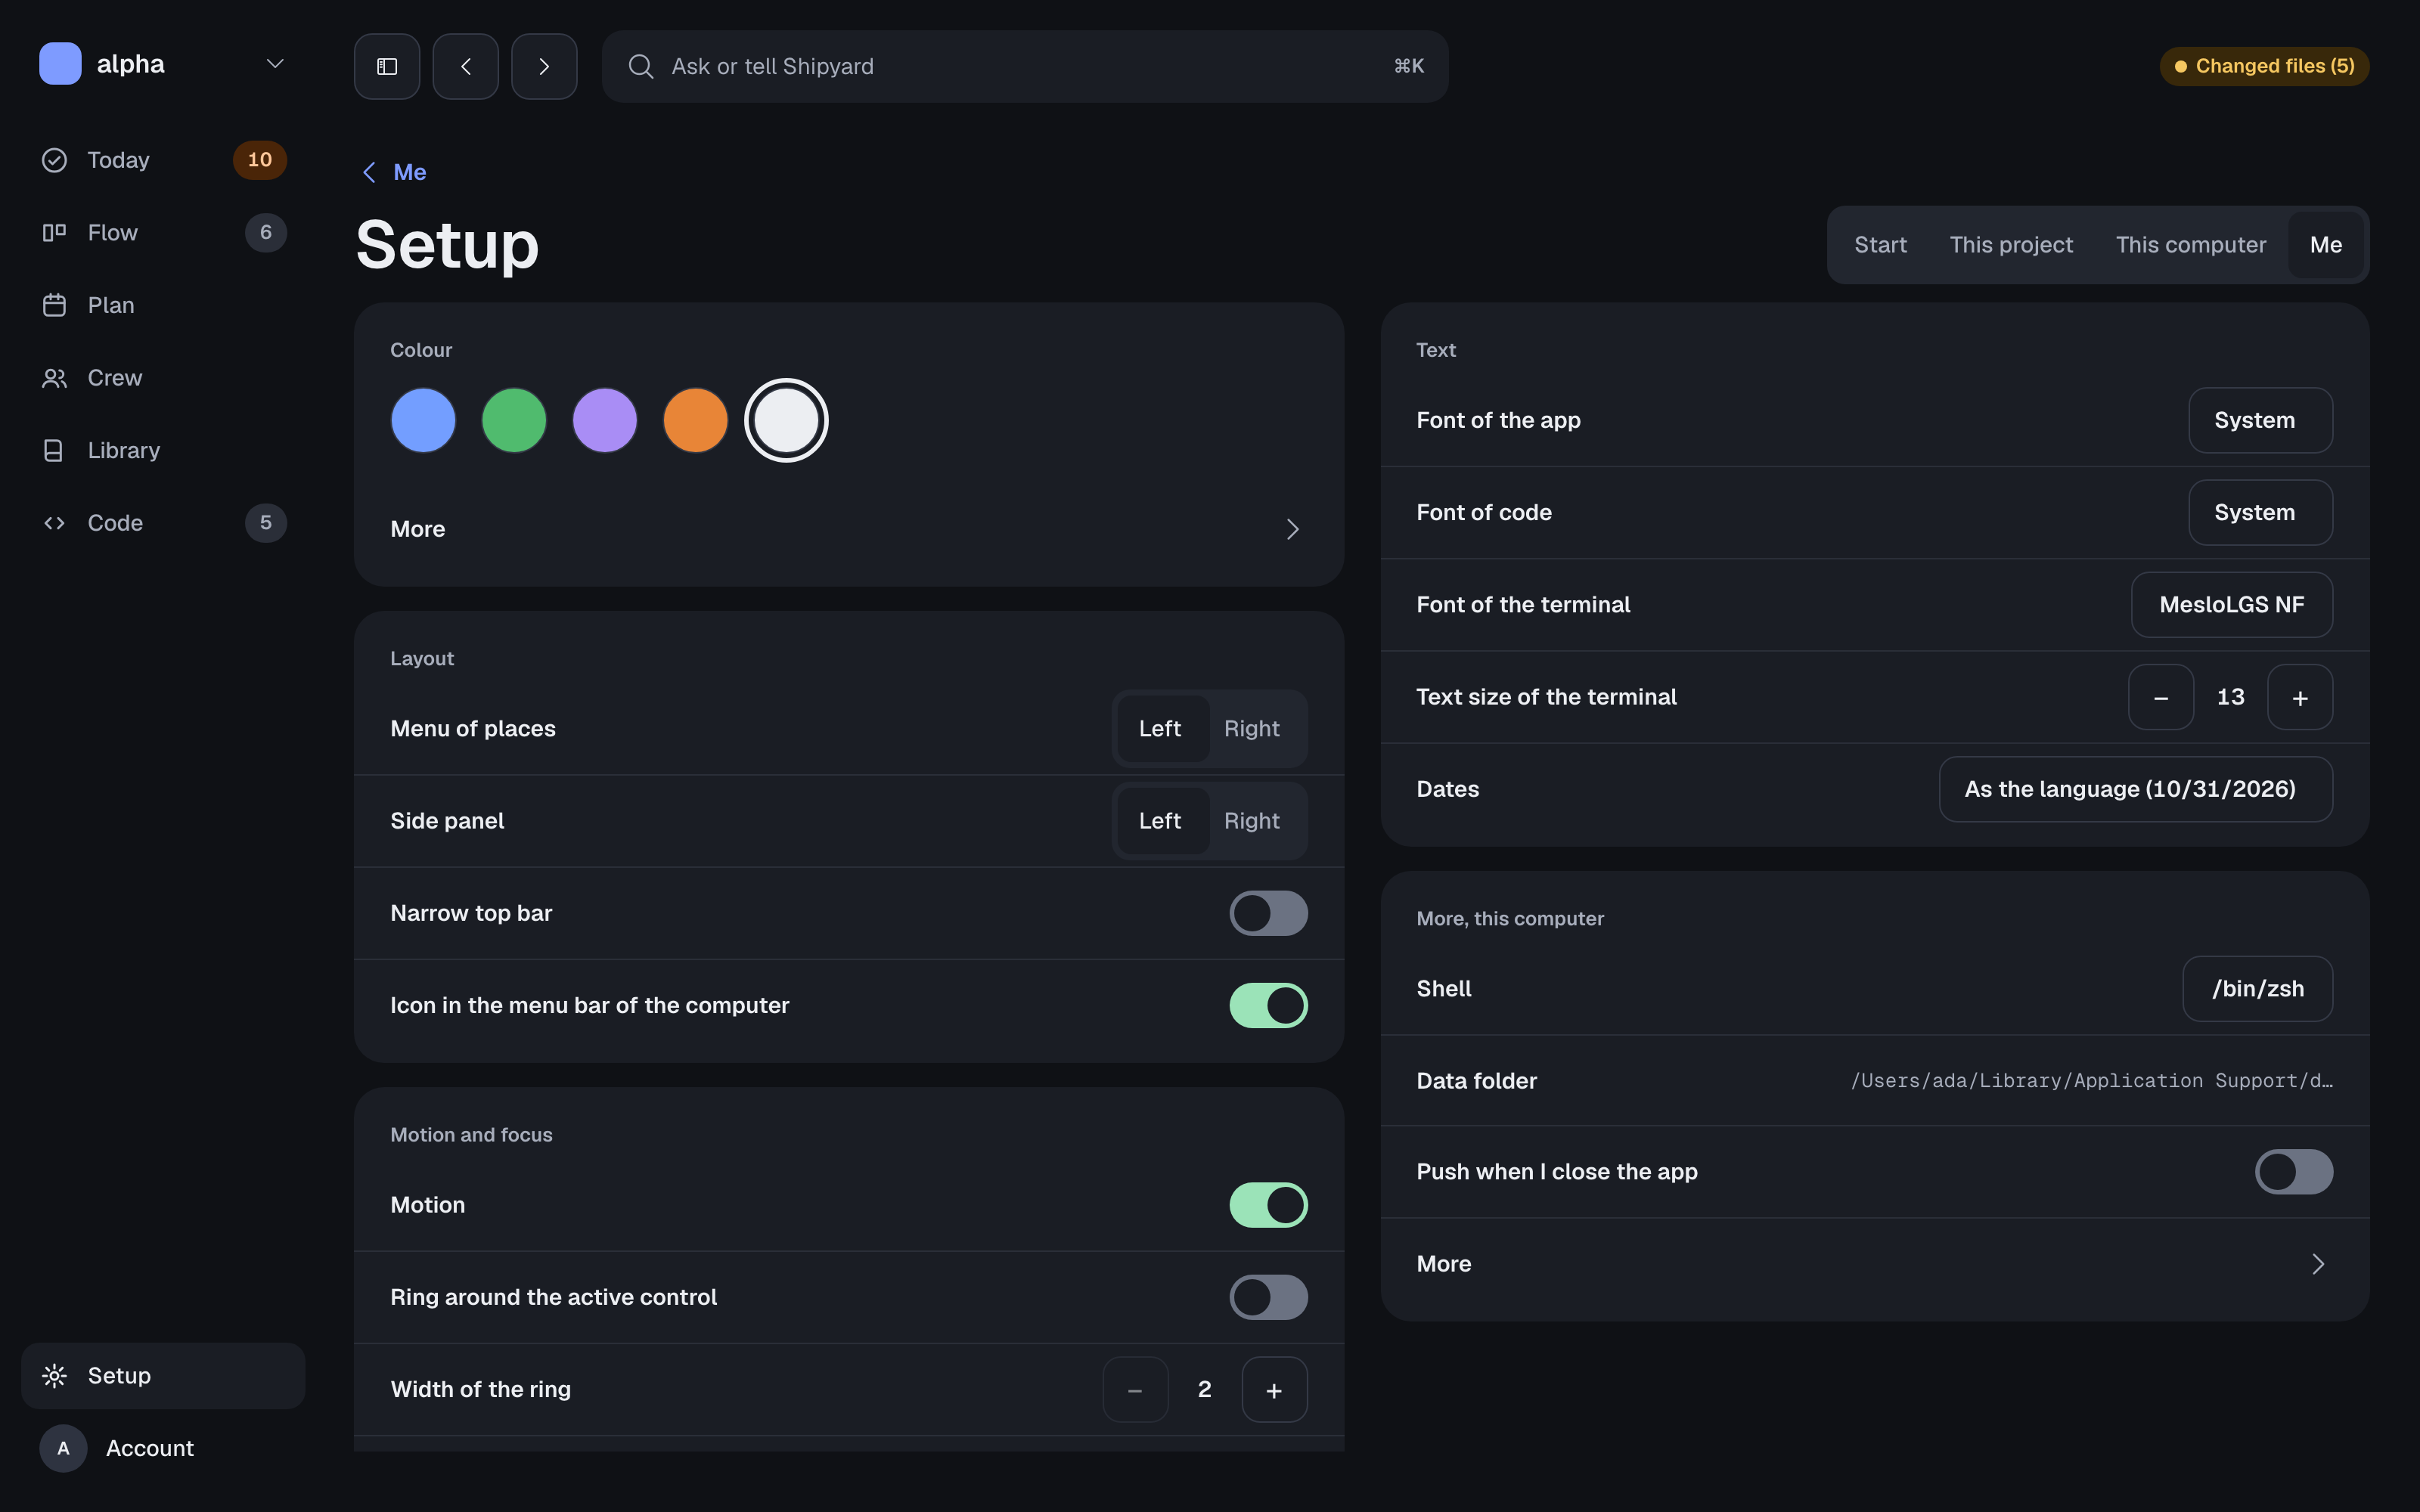 alpha
Ask or tell Shipyard
⌘K
Changed files (5)
Today
10
Flow
6
Plan
Crew
Library
Code
5
Setup
A
Account
Me
Setup
Start
This project
This computer
Me
Colour
More
Layout
Menu of places
Left
Right
Side panel
Left
Right
Narrow top bar
Icon in the menu bar of the computer
Motion and focus
Motion
Ring around the active control
Width of the ring
−
2
+
Text
Font of the app
System
Font of code
System
Font of the terminal
MesloLGS NF
Text size of the terminal
−
13
+
Dates
As the language (10/31/2026)
More, this computer
Shell
/bin/zsh
Data folder
/Users/ada/Library/Application Support/d…
Push when I close the app
More